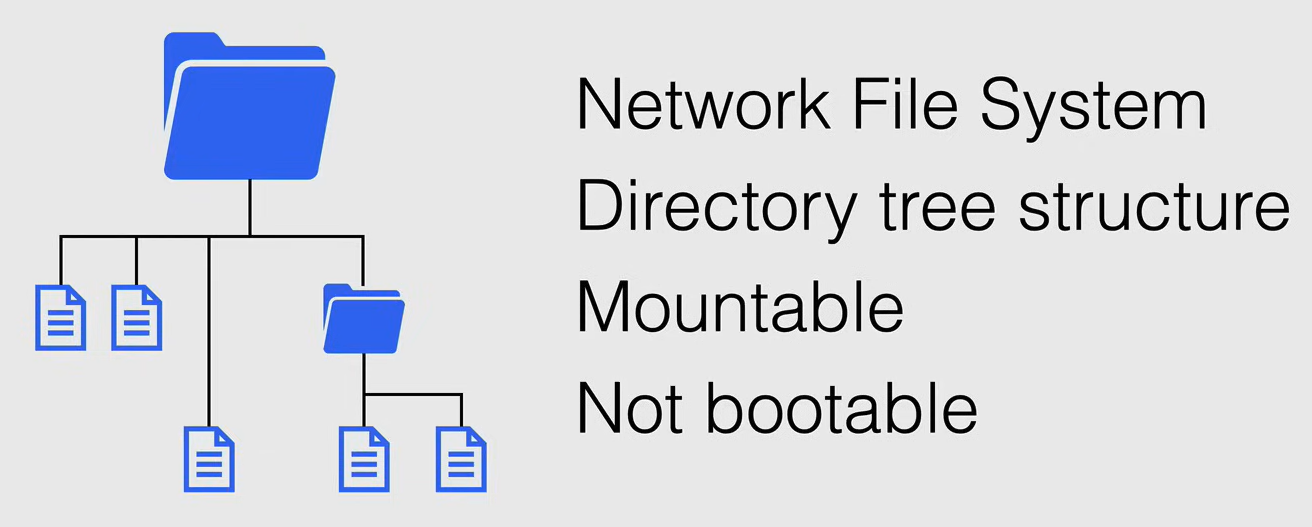 Network File System
Directory tree structure
Mountable
Not bootable